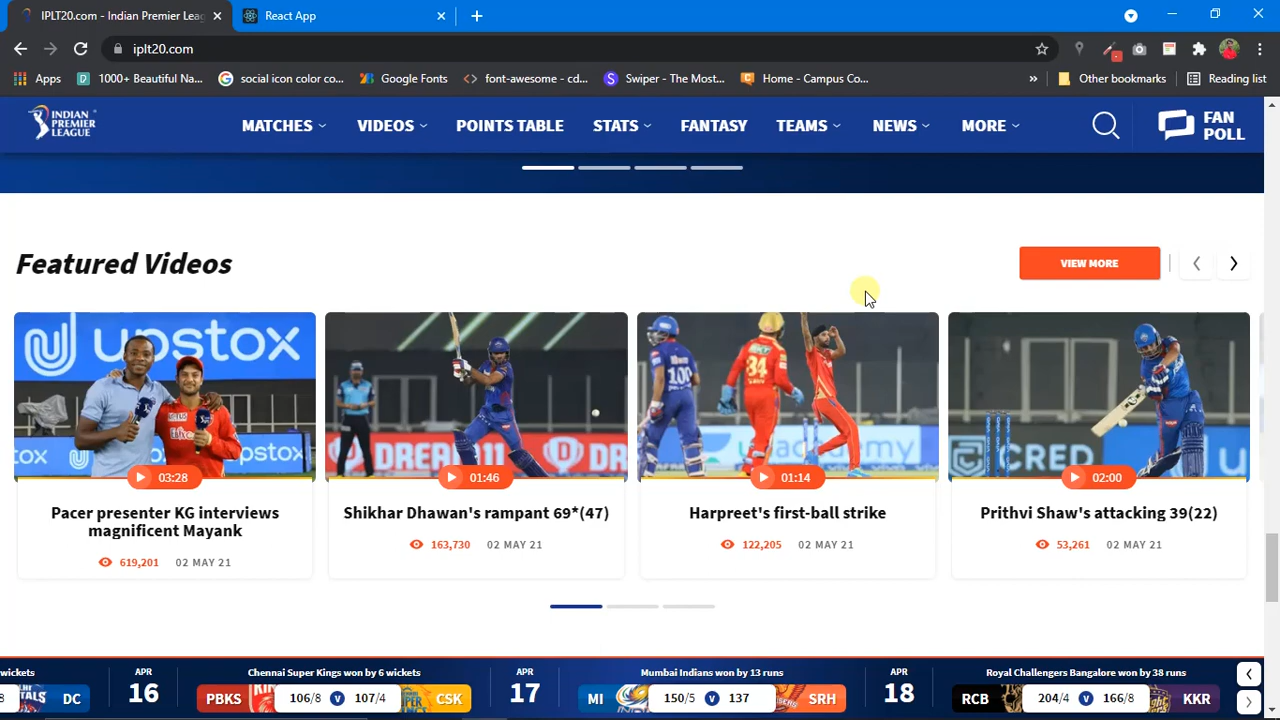 IPLT20.com - Indian Premier Leag
React App
iplt20.com
Apps
1000+ Beautiful Na...
social icon color co...
Google Fonts
font-awesome - cd...
Swiper - The Most...
Home - Campus Co...
»
Other bookmarks
Reading list
INDIAN
PREMIER
LEAGUE
MATCHES
VIDEOS
POINTS TABLE
STATS
FANTASY
TEAMS
NEWS
MORE
FAN
POLL
Featured Videos
VIEW MORE
upstox
DREAM11
100
34
academy
CRED
03:28
01:46
01:14
02:00
Pacer presenter KG interviews
magnificent Mayank
Shikhar Dhawan's rampant 69*(47)
Harpreet's first-ball strike
Prithvi Shaw's attacking 39(22)
619,201 02 MAY 21
163,730 02 MAY 21
122,205 02 MAY 21
53,261 02 MAY 21
wickets
DC
APR
16
Chennai Super Kings won by 6 wickets
PBKS 106/8 v 107/4 CSK
APR
17
Mumbai Indians won by 13 runs
MI 150/5 v 137 SRH
APR
18
Royal Challengers Bangalore won by 38 runs
RCB 204/4 v 166/8 KKR